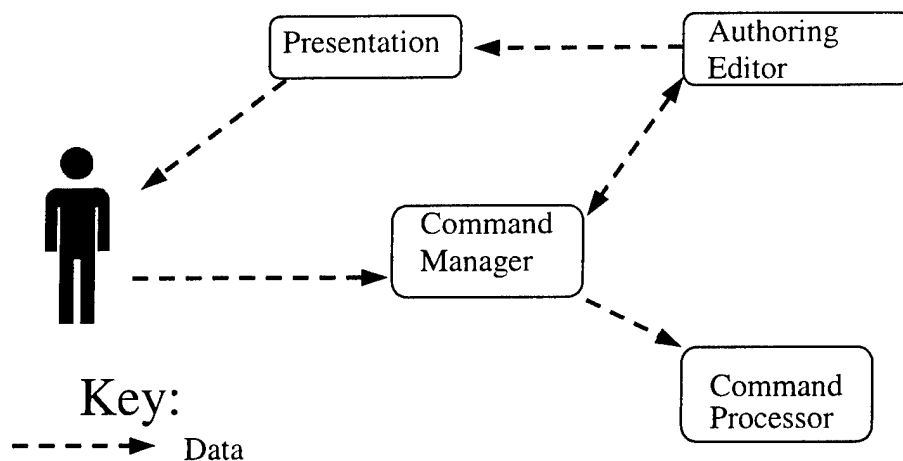 Presentation
Authoring
Editor
Command
Manager
Command
Processor
Key:
Data